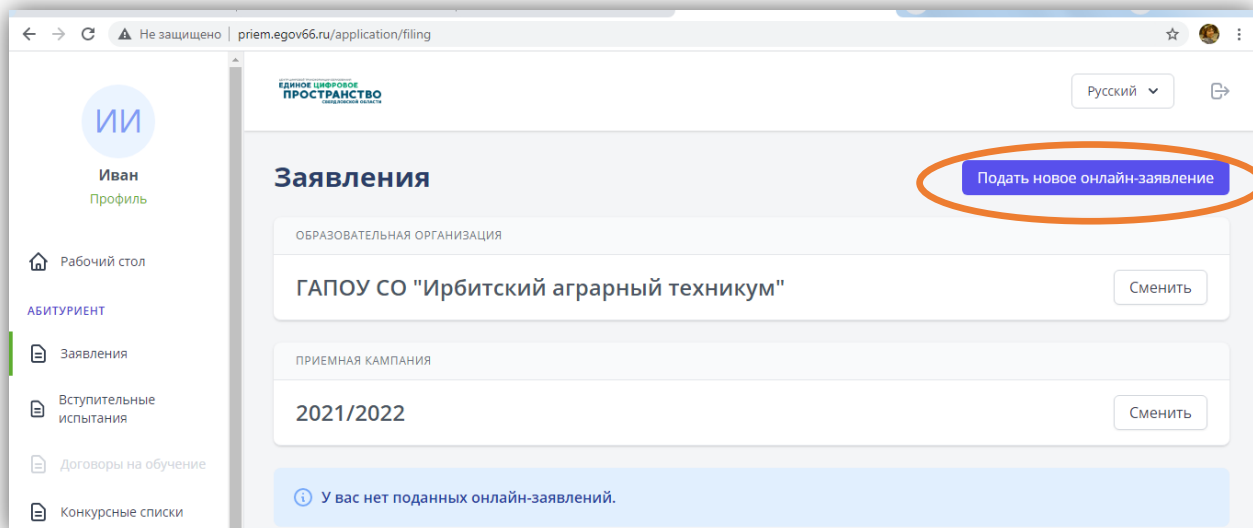 Не защищено | priem.egov66.ru/application/filing
ЕДИНОЕ ЦИФРОВОЕ
ПРОСТРАНСТВО
СВЕРДЛОВСКОЙ ОБЛАСТИ
Русский
ИИ
Иван
Профиль
Рабочий стол
АБИТУРИЕНТ
Заявления
Вступительные
испытания
Договоры на обучение
Конкурсные списки
Заявления
Подать новое онлайн-заявление
ОБРАЗОВАТЕЛЬНАЯ ОРГАНИЗАЦИЯ
ГАПОУ СО "Ирбитский аграрный техникум"
Сменить
ПРИЕМНАЯ КАМПАНИЯ
2021/2022
Сменить
У вас нет поданных онлайн-заявлений.